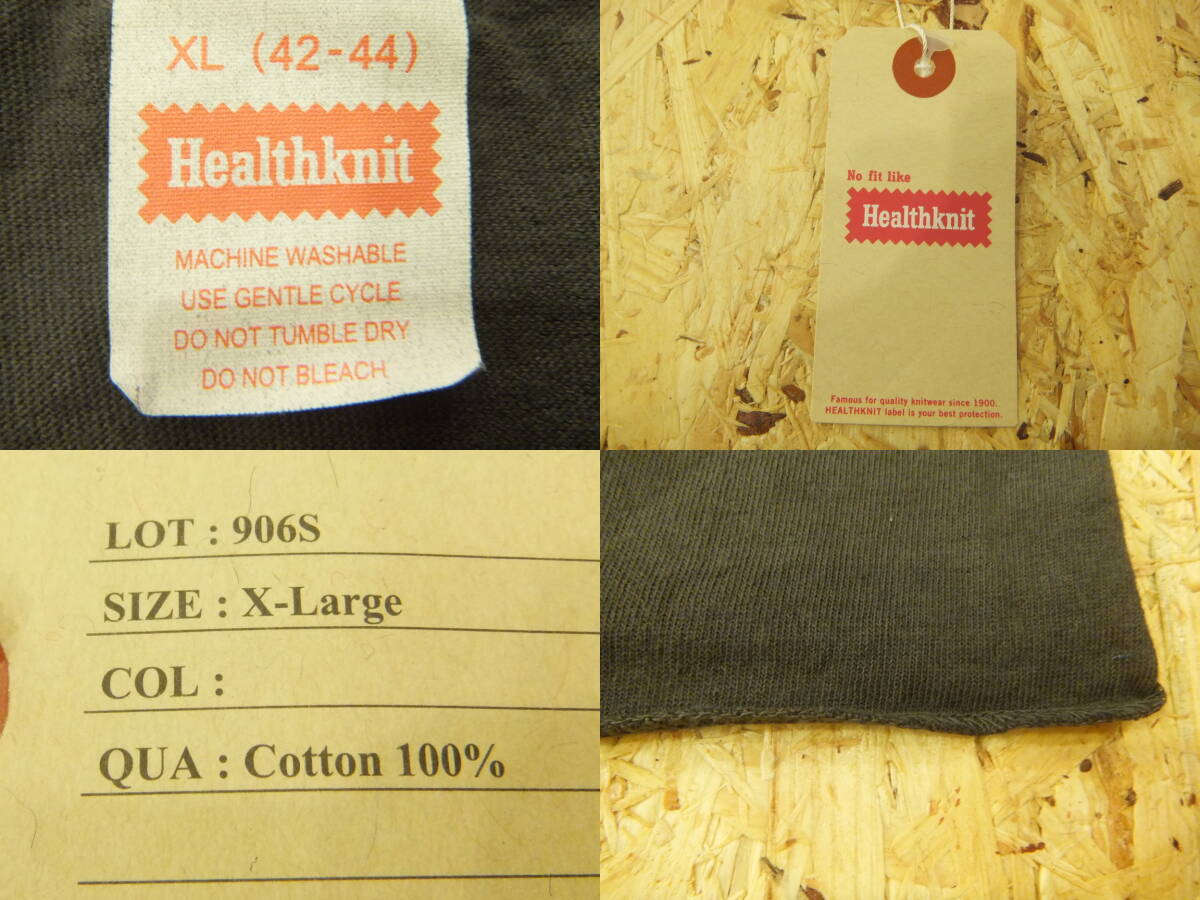 XL (42-44)
Healthknit
MACHINE WASHABLE
USE GENTLE CYCLE
DO NOT TUMBLE DRY
DO NOT BLEACH
No fit like
Healthknit
Famous for quality knitwear since 1900.
HEALTHKNIT label is your best protection.
LOT : 906S
SIZE : X-Large
COL :
QUA : Cotton 100%